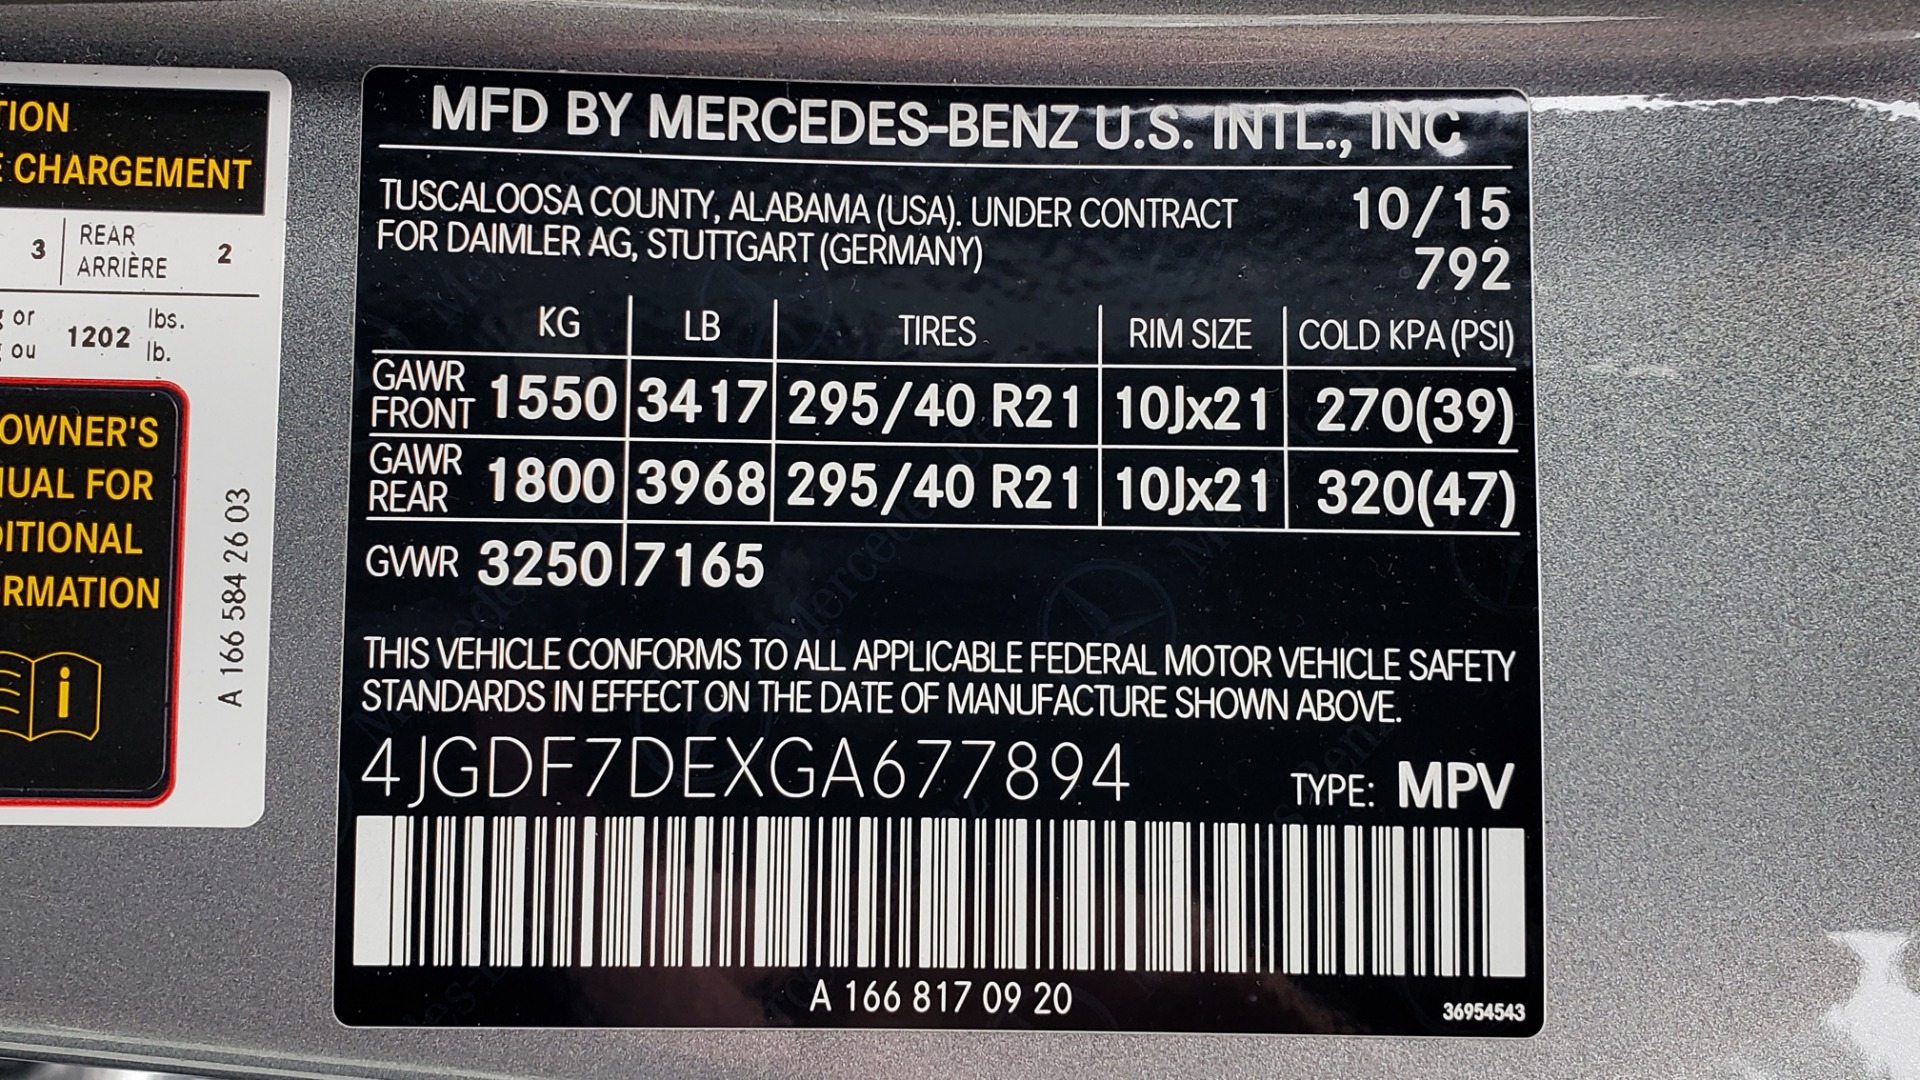 TION
E CHARGEMENT
3 REAR ARRIÈRE 2
g or lbs.
1202
ou lb.
OWNER'S
UAL FOR
DITIONAL
RMATION
i
A 166 584 26 03
MFD BY MERCEDES-BENZ U.S. INTL., INC
TUSCALOOSA COUNTY, ALABAMA (USA). UNDER CONTRACT 10/15
FOR DAIMLER AG, STUTTGART (GERMANY) 792
KG LB TIRES RIM SIZE COLD KPA (PSI)
GAWR FRONT 1550 3417 295/40 R21 10Jx21 270(39)
GAWR REAR 1800 3968 295/40 R21 10Jx21 320(47)
GVWR 3250 7165
THIS VEHICLE CONFORMS TO ALL APPLICABLE FEDERAL MOTOR VEHICLE SAFETY
STANDARDS IN EFFECT ON THE DATE OF MANUFACTURE SHOWN ABOVE.
4JGDF7DEXGA677894 TYPE: MPV
A 166 817 09 20
36954543